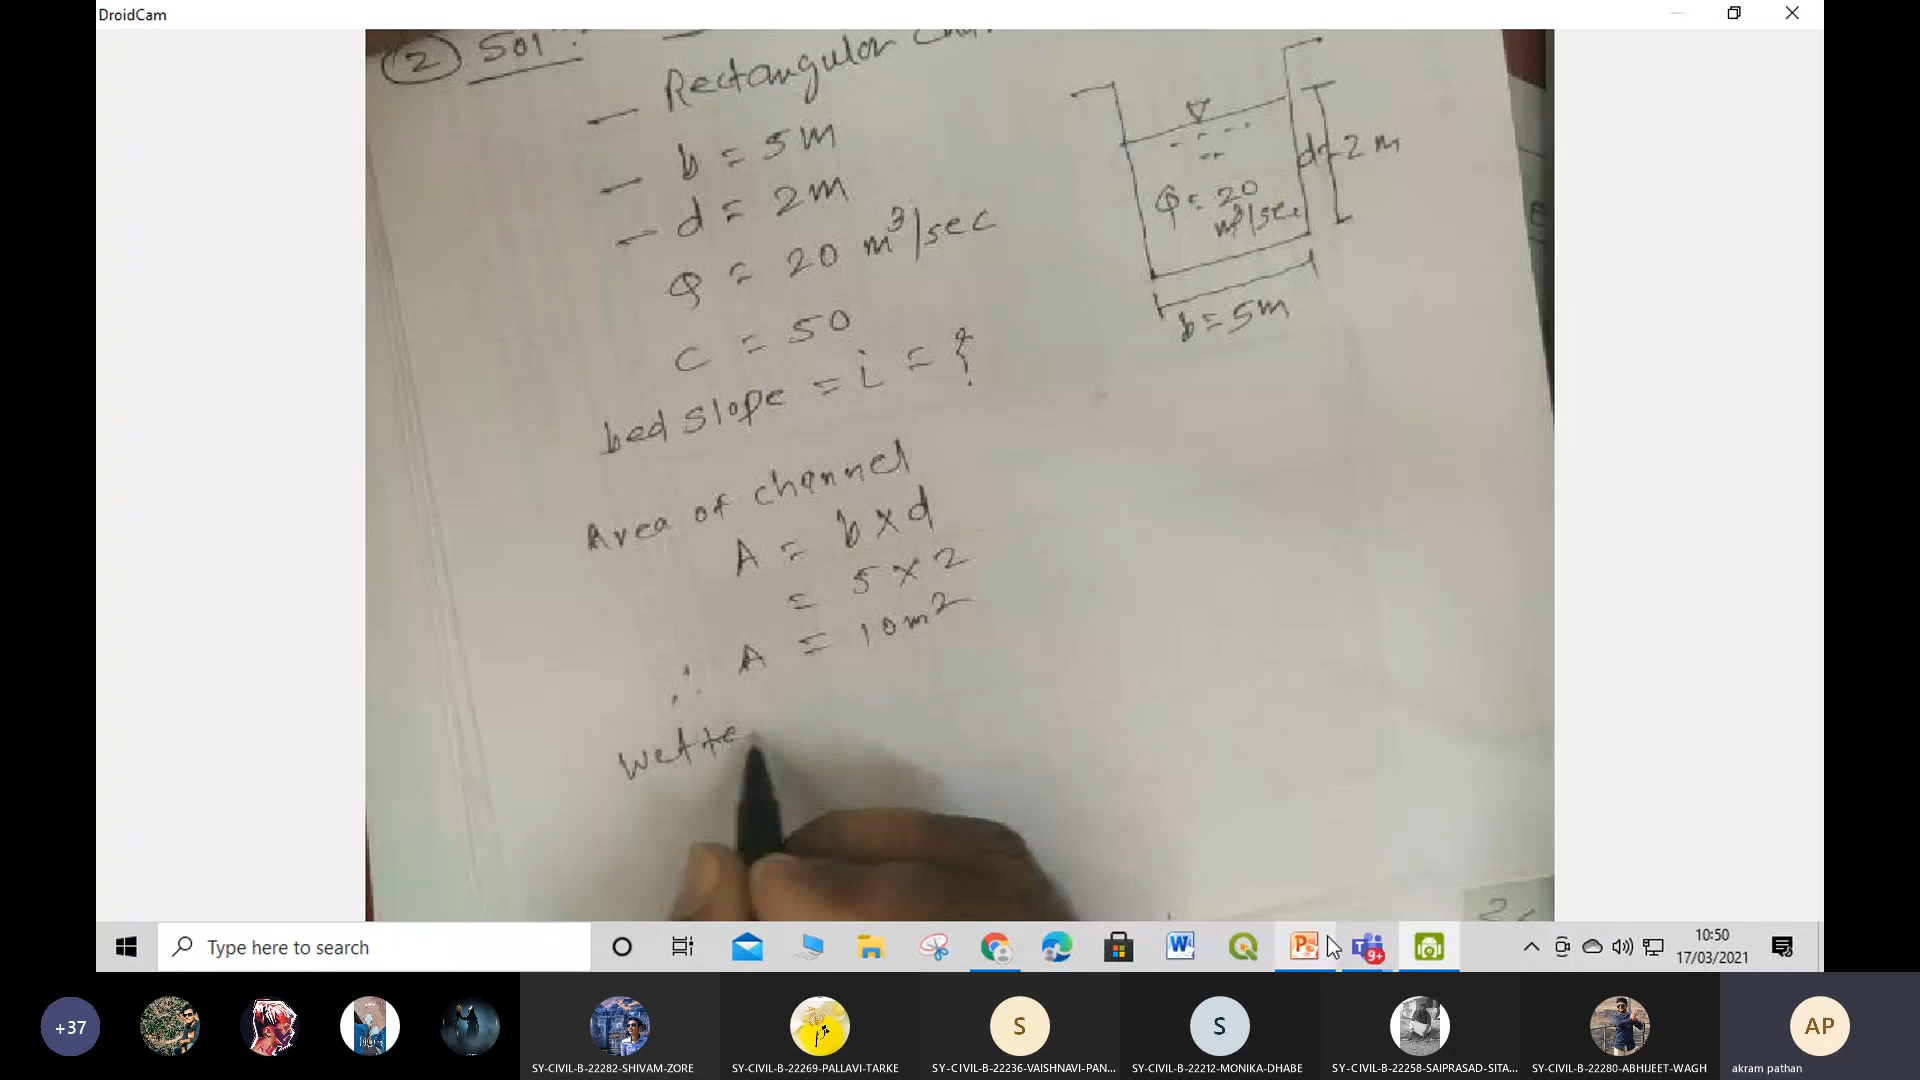 DroidCam
② Sol
— Rectangular
— b = 5m
— d = 2m
Q = 20 m³/sec
C = 50
bed slope = i = ?
d = 2 m
Q = 20
m³/sec
b = 5m
Area of channel
A = b × d
= 5 × 2
∴ A = 10m²
Wette
Type here to search
9+
10:50
17/03/2021
+37
S
S
AP
SY-CIVIL-B-22282-SHIVAM-ZORE
SY-CIVIL-B-22269-PALLAVI-TARKE
SY-CIVIL-B-22236-VAISHNAVI-PAN...
SY-CIVIL-B-22212-MONIKA-DHABE
SY-CIVIL-B-22258-SAIPRASAD-SITA...
SY-CIVIL-B-22280-ABHIJEET-WAGH
akram pathan